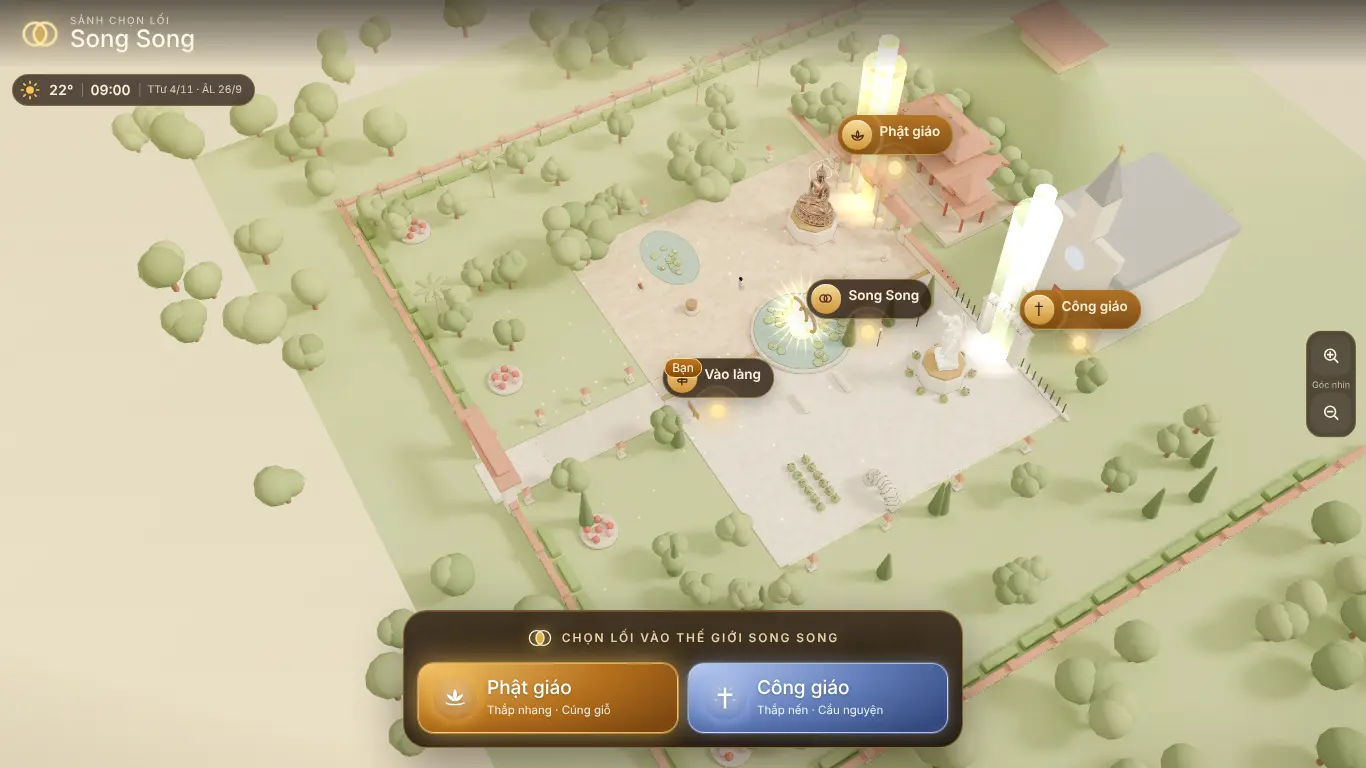 SẢNH CHỌN LỐI
Song Song
22° 09:00 TTư 4/11 · ÂL 26/9
Phật giáo
Song Song
Công giáo
Bạn
Vào làng
Góc nhìn
CHỌN LỐI VÀO THẾ GIỚI SONG SONG
Phật giáo
Thắp nhang · Cúng giỗ
Công giáo
Thắp nến · Cầu nguyện